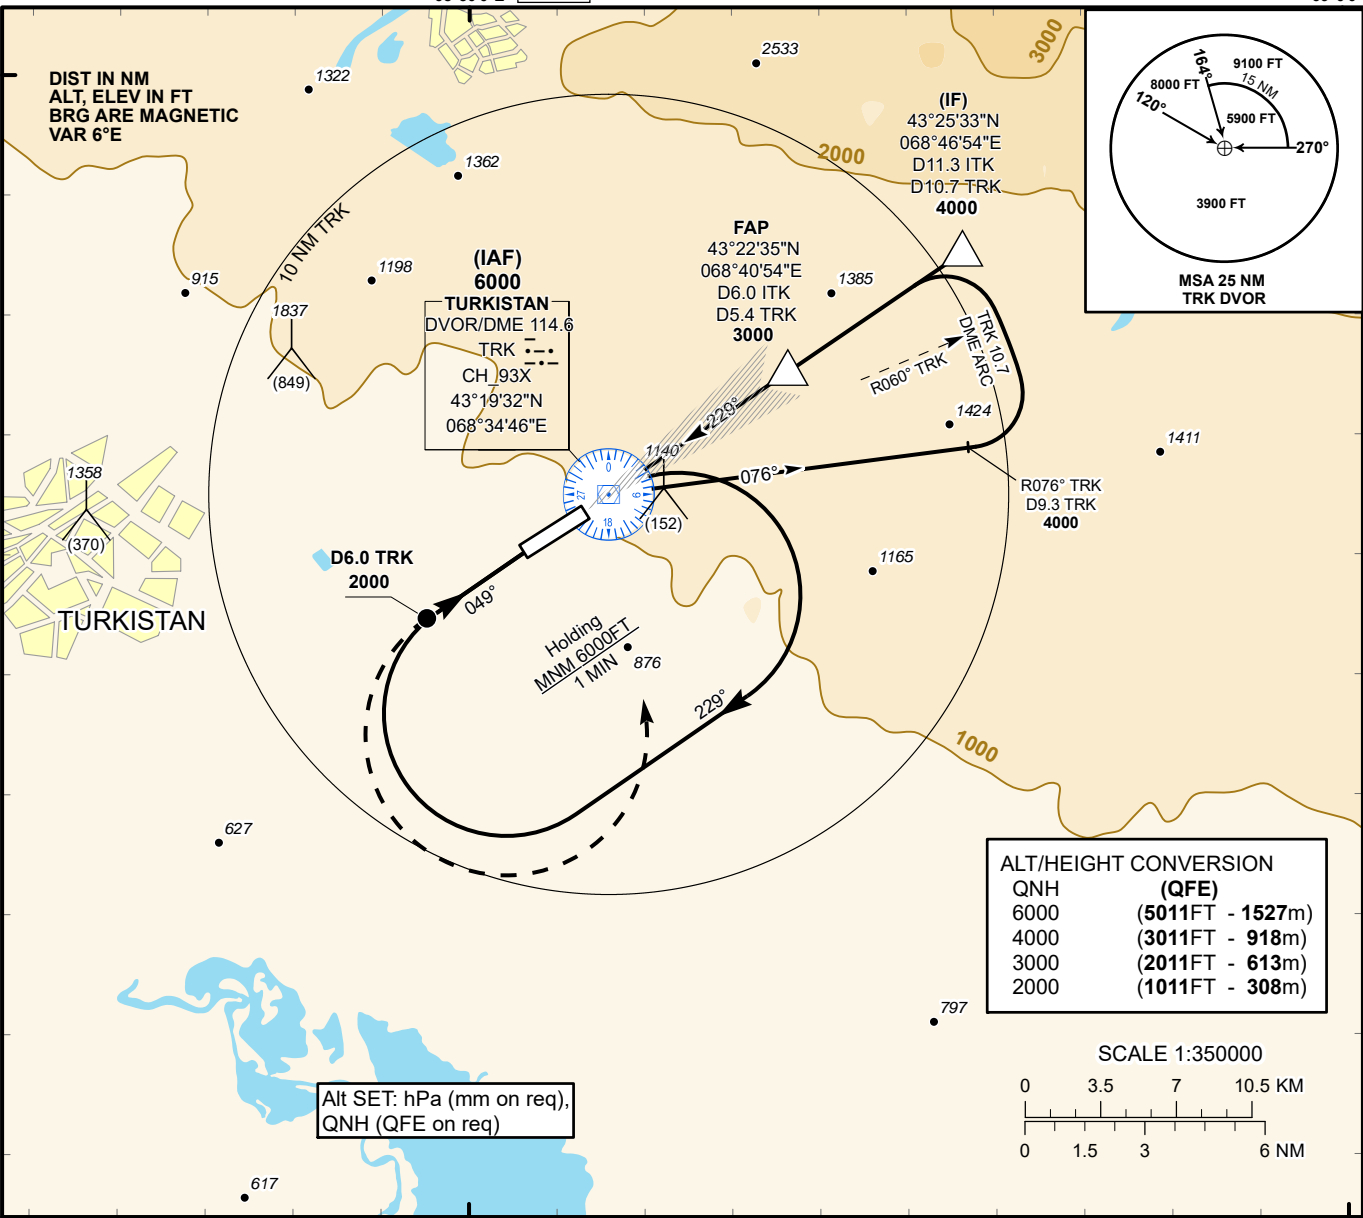 DIST IN NM
ALT, ELEV IN FT
BRG ARE MAGNETIC
VAR 6°E
1322
2533
3000
2000
1362
10 NM TRK
915
1198
1837
(849)
(IAF)
6000
TURKISTAN
DVOR/DME 114.6
TRK
CH 93X
43°19'32"N
068°34'46"E
FAP
43°22'35"N
068°40'54"E
D6.0 ITK
D5.4 TRK
3000
(IF)
43°25'33"N
068°46'54"E
D11.3 ITK
D10.7 TRK
4000
164°
9100 FT
8000 FT
15 NM
120°
5900 FT
270°
3900 FT
MSA 25 NM
TRK DVOR
1385
TRK 10.7
DME ARC
R060° TRK
229°
1424
1411
1140
076°
(152)
R076° TRK
D9.3 TRK
4000
0
9
18
27
1358
(370)
TURKISTAN
D6.0 TRK
2000
049°
Holding
MNM 6000FT
1 MIN
876
229°
1165
1000
627
ALT/HEIGHT CONVERSION
QNH (QFE)
6000 (5011FT - 1527m)
4000 (3011FT - 918m)
3000 (2011FT - 613m)
2000 (1011FT - 308m)
797
SCALE 1:350000
0 3.5 7 10.5 KM
0 1.5 3 6 NM
Alt SET: hPa (mm on req),
QNH (QFE on req)
617